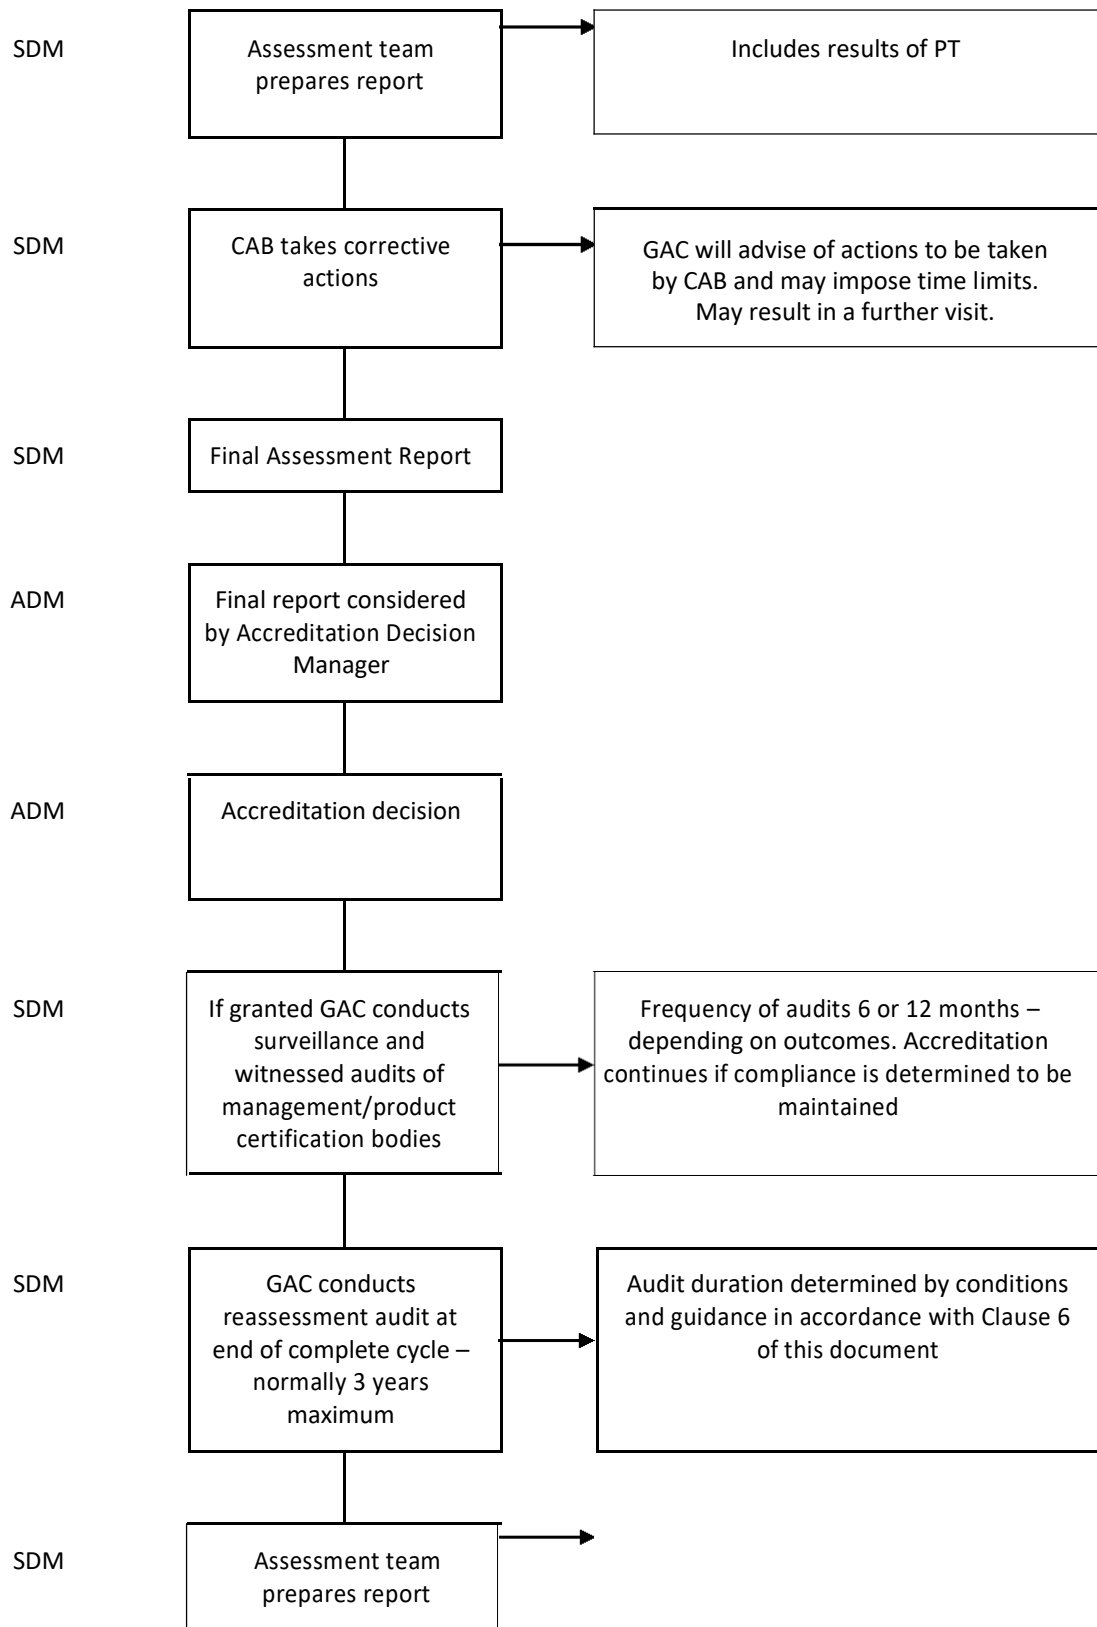 SDM
Assessment team
prepares report
Includes results of PT
SDM
CAB takes corrective
actions
GAC will advise of actions to be taken
by CAB and may impose time limits.
May result in a further visit.
SDM
Final Assessment Report
ADM
Final report considered
by Accreditation Decision
Manager
ADM
Accreditation decision
SDM
If granted GAC conducts
surveillance and
witnessed audits of
management/product
certification bodies
Frequency of audits 6 or 12 months –
depending on outcomes. Accreditation
continues if compliance is determined to be
maintained
SDM
GAC conducts
reassessment audit at
end of complete cycle –
normally 3 years
maximum
Audit duration determined by conditions
and guidance in accordance with Clause 6
of this document
SDM
Assessment team
prepares report